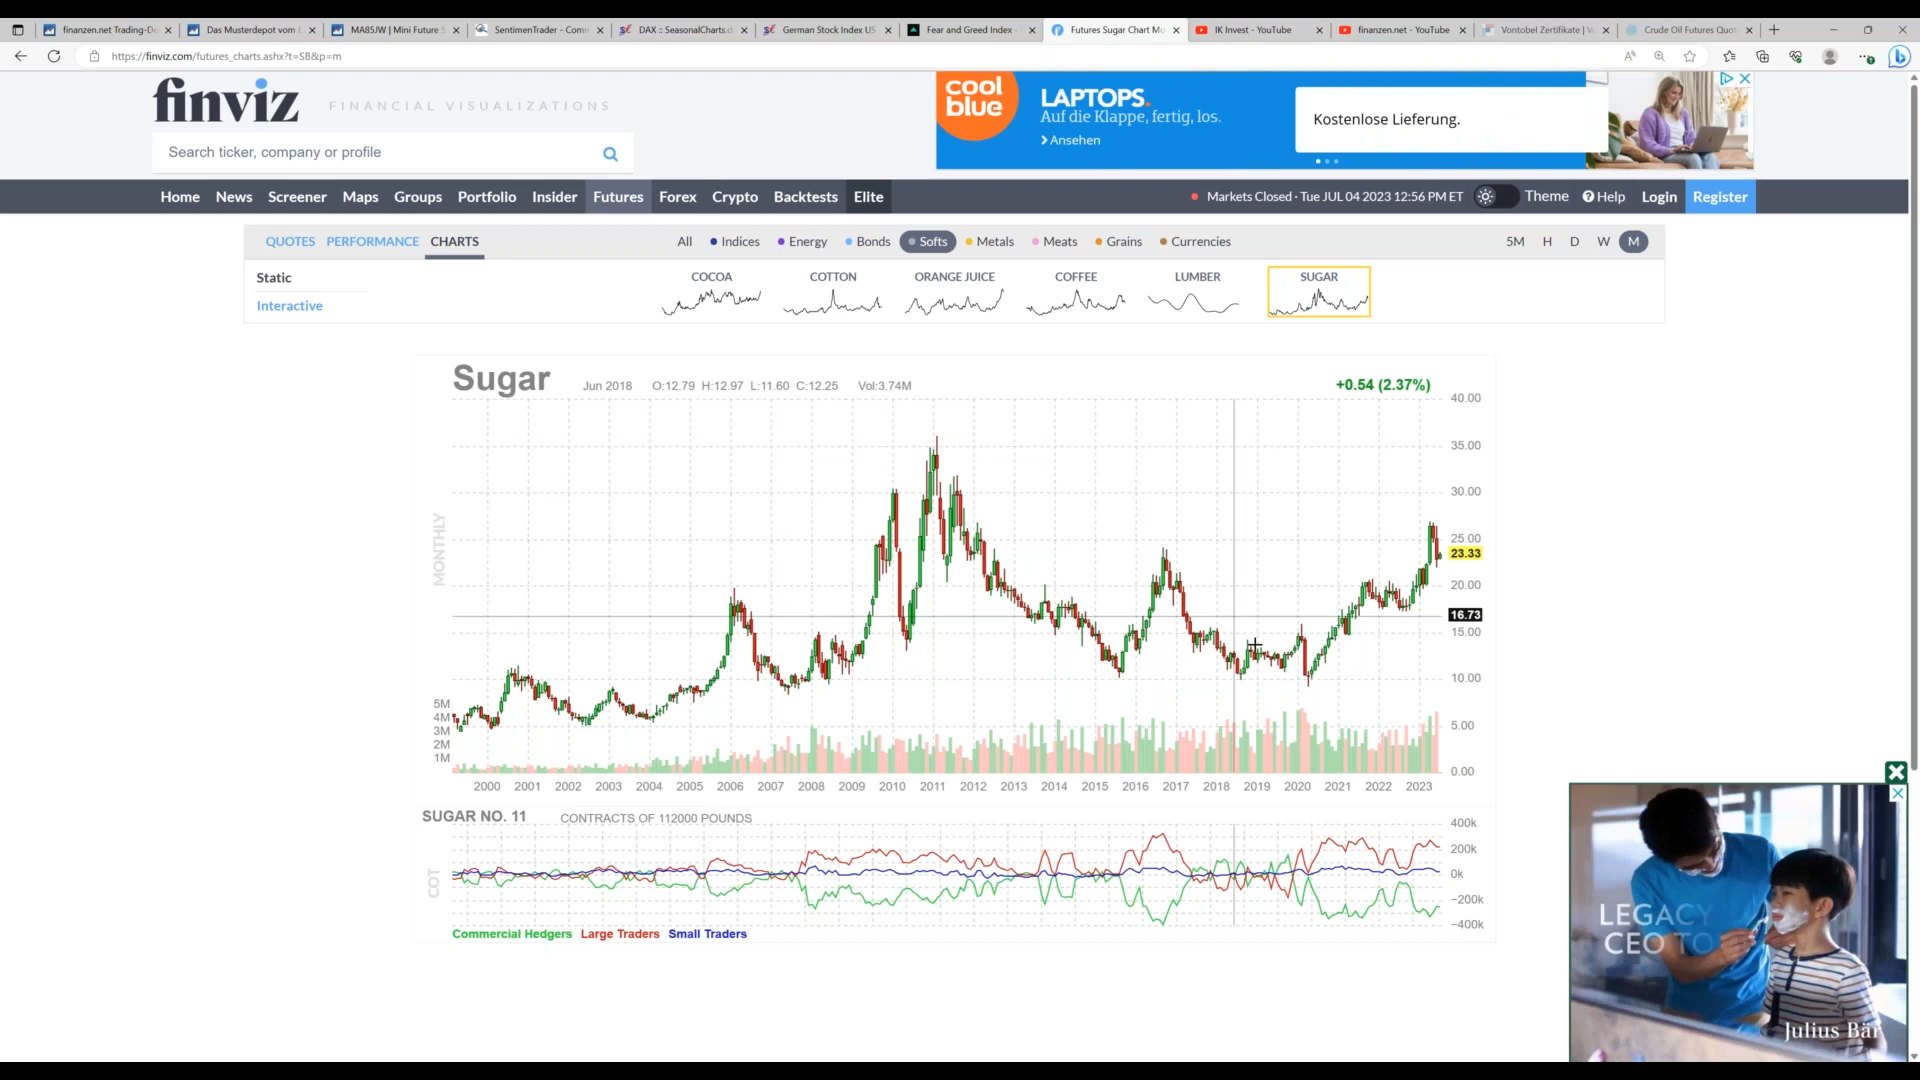 finanzen.net Trading-De
Das Musterdepot vom
MA85JW | Mini Future S
SentimenTrader - Comm
DAX :: SeasonalCharts.d
German Stock Index US
Fear and Greed Index -
Futures Sugar Chart Mo
IK Invest - YouTube
finanzen.net - YouTube
Vontobel Zertifikate | V
Crude Oil Futures Quot
https://finviz.com/futures_charts.ashx?t=SB&p=m
finviz FINANCIAL VISUALIZATIONS
cool blue
LAPTOPS.
Auf die Klappe, fertig, los.
Ansehen
Kostenlose Lieferung.
Search ticker, company or profile
Home News Screener Maps Groups Portfolio Insider Futures Forex Crypto Backtests Elite
Markets Closed · Tue JUL 04 2023 12:56 PM ET Theme Help Login Register
QUOTES PERFORMANCE CHARTS
All Indices Energy Bonds Softs Metals Meats Grains Currencies
5M H D W M
Static
Interactive
COCOA COTTON ORANGE JUICE COFFEE LUMBER SUGAR
Sugar Jun 2018 O:12.79 H:12.97 L:11.60 C:12.25 Vol:3.74M +0.54 (2.37%)
40.00
35.00
30.00
25.00
23.33
20.00
16.73
15.00
10.00
5.00
0.00
MONTHLY
5M
4M
3M
2M
1M
2000 2001 2002 2003 2004 2005 2006 2007 2008 2009 2010 2011 2012 2013 2014 2015 2016 2017 2018 2019 2020 2021 2022 2023
SUGAR NO. 11 CONTRACTS OF 112000 POUNDS
400k
200k
0k
−200k
−400k
COT
Commercial Hedgers Large Traders Small Traders
LEGACY
CEO TO
Julius Bär